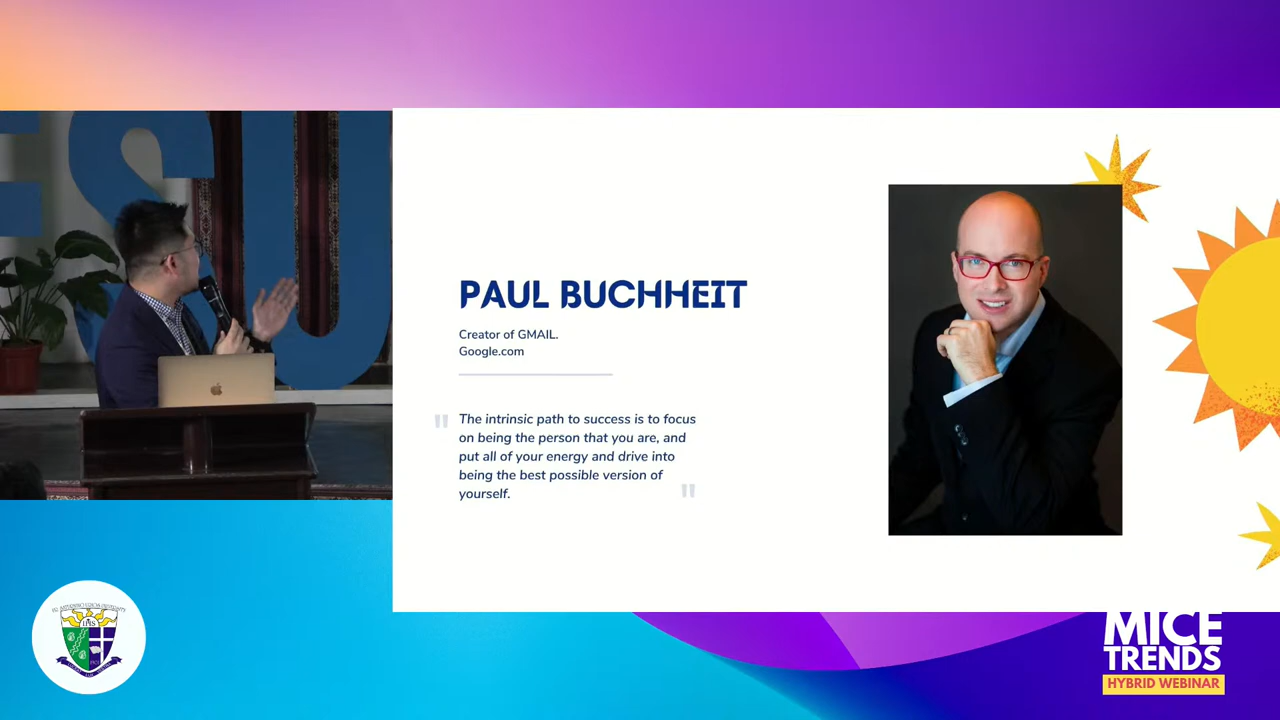 SU
PAUL BUCHHEIT
Creator of GMAIL.
Google.com
" The intrinsic path to success is to focus
on being the person that you are, and
put all of your energy and drive into
being the best possible version of
yourself. "
IHS
MICE
TRENDS
HYBRID WEBINAR